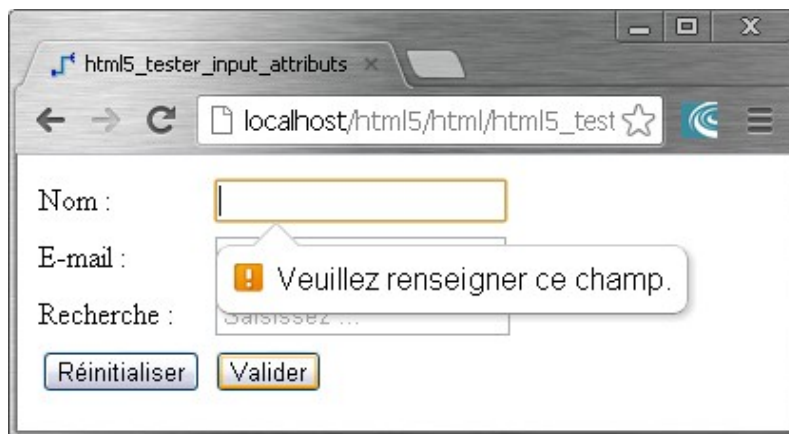 html5_tester_input_attributs
localhost/html5/html/html5_test
Nom :
E-mail :
Veuillez renseigner ce champ.
Recherche : Saisissez ...
Réinitialiser Valider